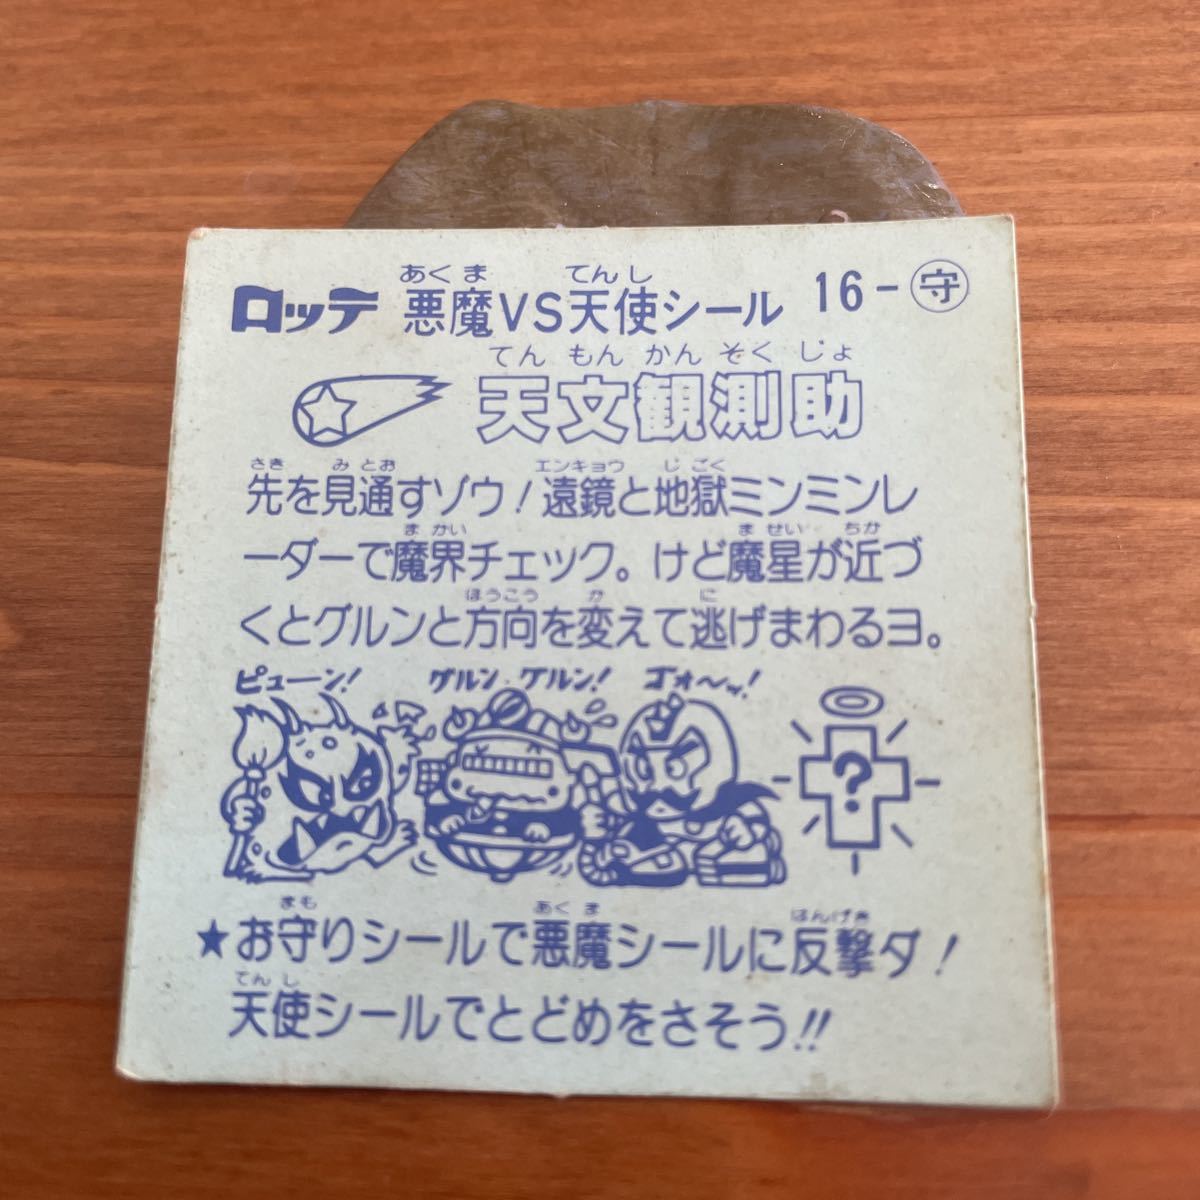 あくま てんし
ロッテ 悪魔VS天使シール 16-守
てん もん かん そく じょ
天文観測助
さき みとお エンキョウ じごく
先を見通すゾウ!遠鏡と地獄ミンミンレ
まかい ませい ちか
ーダーで魔界チェック。けど魔星が近づ
ほうこう か に
くとグルンと方向を変えて逃げまわるヨ。
ピューン! グルン・グルン! ゴォ〜ッ!
?
まも あくま はんげき
★お守りシールで悪魔シールに反撃ダ!
てんし
天使シールでとどめをさそう!!